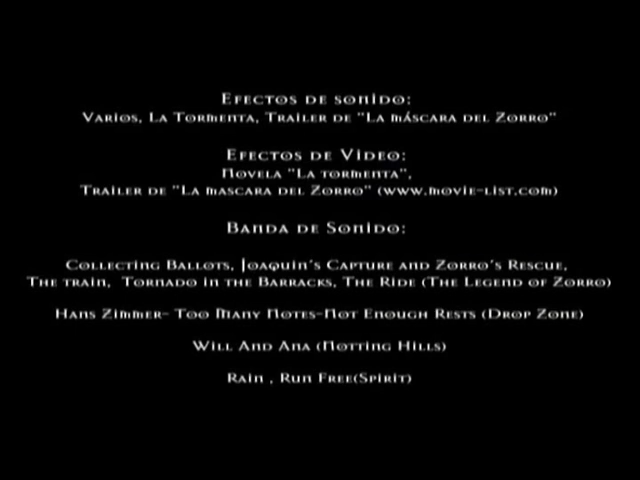 Efectos de sonido:
Varios, La Tormenta, Trailer de "La máscara del Zorro"
Efectos de Video:
Novela "La tormenta",
Trailer de "La mascara del Zorro" (www.movie-list.com)
Banda de Sonido:
Collecting Ballots, Joaquin's Capture and Zorro's Rescue,
The train, Tornado in the Barracks, The Ride (The Legend of Zorro)
Hans Zimmer- Too Many Notes-Not Enough Rests (Drop Zone)
Will And Ana (Notting Hills)
Rain , Run Free(Spirit)